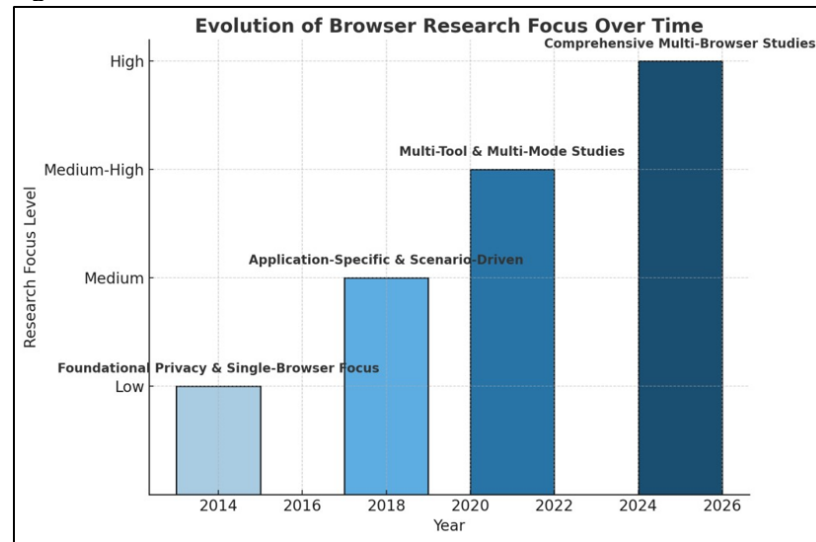 Evolution of Browser Research Focus Over Time
Comprehensive Multi-Browser Studies
High
Multi-Tool & Multi-Mode Studies
Medium-High
Application-Specific & Scenario-Driven
Medium
Foundational Privacy & Single-Browser Focus
Low
Research Focus Level
2014 2016 2018 2020 2022 2024 2026
Year